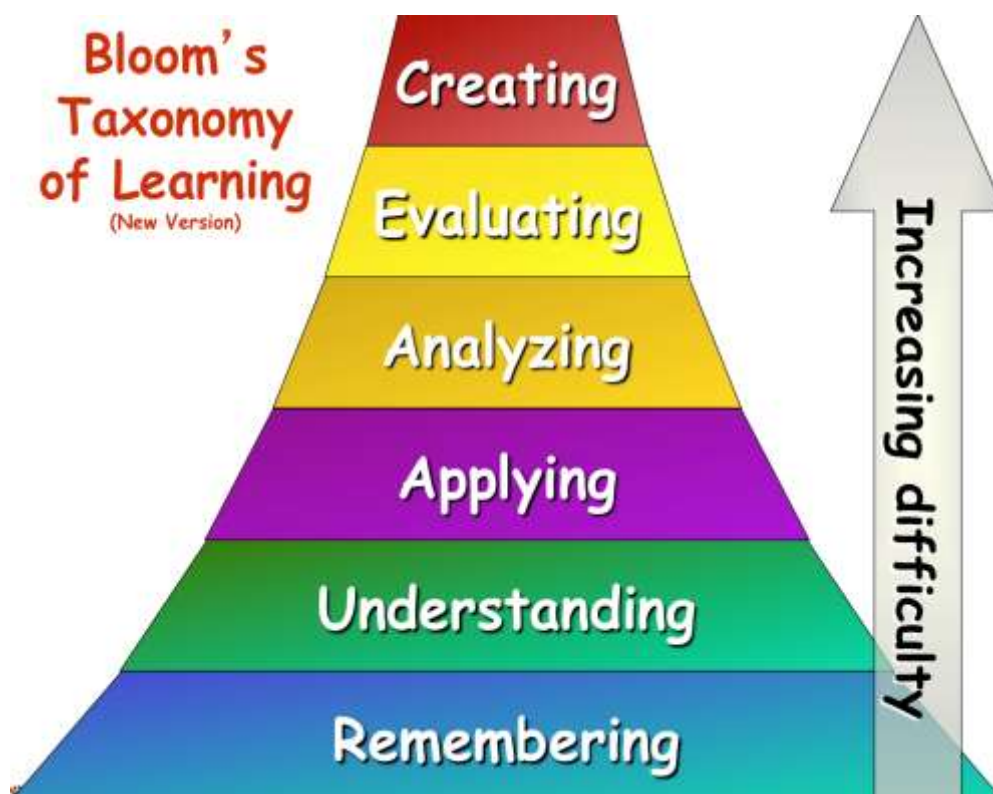 Bloom's
Taxonomy
of Learning
(New Version)
Creating
Evaluating
Analyzing
Applying
Understanding
Remembering
Increasing difficulty